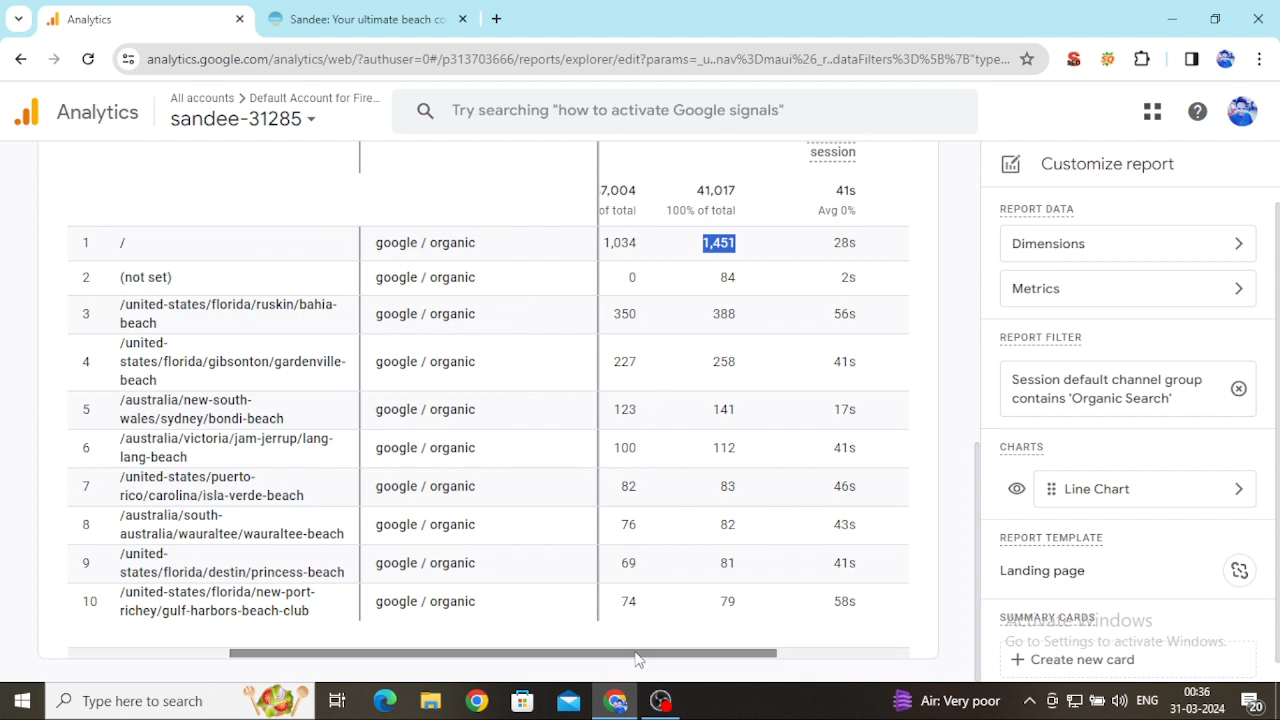 Analytics
Sandee: Your ultimate beach co
analytics.google.com/analytics/web/?authuser=0#/p313703666/reports/explorer/edit?params=_u..nav%3Dmaui%26_r..dataFilters%3D%5B%7B"type...
Analytics
All accounts > Default Account for Fire...
sandee-31285
Try searching "how to activate Google signals"
session
7,004 41,017 41s
of total 100% of total Avg 0%
1 / google / organic 1,034 1,451 28s
2 (not set) google / organic 0 84 2s
3 /united-states/florida/ruskin/bahia-
beach google / organic 350 388 56s
4 /united-
states/florida/gibsonton/gardenville-
beach google / organic 227 258 41s
5 /australia/new-south-
wales/sydney/bondi-beach google / organic 123 141 17s
6 /australia/victoria/jam-jerrup/lang-
lang-beach google / organic 100 112 41s
7 /united-states/puerto-
rico/carolina/isla-verde-beach google / organic 82 83 46s
8 /australia/south-
australia/wauraltee/wauraltee-beach google / organic 76 82 43s
9 /united-
states/florida/destin/princess-beach google / organic 69 81 41s
10 /united-states/florida/new-port-
richey/gulf-harbors-beach-club google / organic 74 79 58s
Customize report
REPORT DATA
Dimensions
Metrics
REPORT FILTER
Session default channel group
contains 'Organic Search'
CHARTS
Line Chart
REPORT TEMPLATE
Landing page
SUMMARY CARDS
Activate Windows
Go to Settings to activate Windows.
+ Create new card
Type here to search
Air: Very poor
ENG
00:36
31-03-2024
20